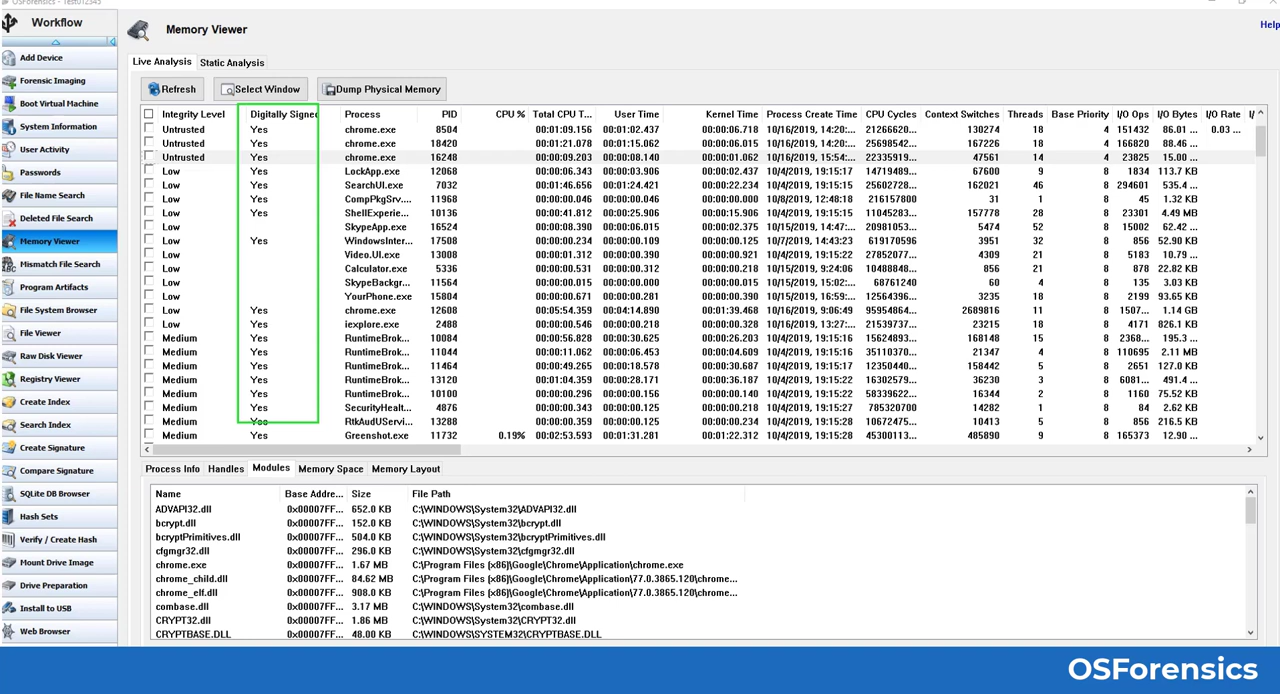 OSForensics - Test012345
Workflow
Add Device
Forensic Imaging
Boot Virtual Machine
System Information
User Activity
Passwords
File Name Search
Deleted File Search
Memory Viewer
Mismatch File Search
Program Artifacts
File System Browser
File Viewer
Raw Disk Viewer
Registry Viewer
Create Index
Search Index
Create Signature
Compare Signature
SQLite DB Browser
Hash Sets
Verify / Create Hash
Mount Drive Image
Drive Preparation
Install to USB
Web Browser
Memory Viewer
Help
Live Analysis Static Analysis
Refresh Select Window Dump Physical Memory
Integrity Level Digitally Signed Process PID CPU % Total CPU T... User Time Kernel Time Process Create Time CPU Cycles Context Switches Threads Base Priority I/O Ops I/O Bytes I/O Rate I/
Untrusted Yes chrome.exe 8504 00:01:09.156 00:01:02.437 00:00:06.718 10/16/2019, 14:20:... 21266620... 130274 18 4 151432 86.01 ... 0.03 ...
Untrusted Yes chrome.exe 18420 00:01:21.078 00:01:15.062 00:00:06.015 10/16/2019, 14:20:... 25698542... 167226 18 4 166820 88.46 ...
Untrusted Yes chrome.exe 16248 00:00:09.203 00:00:08.140 00:00:01.062 10/16/2019, 15:54:... 22335919... 47561 14 4 23825 15.00 ...
Low Yes LockApp.exe 12068 00:00:06.343 00:00:03.906 00:00:02.437 10/4/2019, 19:15:17 14719489... 67600 9 8 1834 113.7 KB
Low Yes SearchUI.exe 7032 00:01:46.656 00:01:24.421 00:00:22.234 10/4/2019, 19:15:15 25602728... 162021 46 8 294601 535.4 ...
Low Yes CompPkgSrv.... 11968 00:00:00.046 00:00:00.046 00:00:00.000 10/8/2019, 12:48:18 216157800 31 1 8 45 1.32 KB
Low Yes ShellExperie... 10136 00:00:41.812 00:00:25.906 00:00:15.906 10/4/2019, 19:15:15 11045283... 157778 28 8 23301 4.49 MB
Low SkypeApp.exe 16524 00:00:08.390 00:00:06.015 00:00:02.375 10/15/2019, 14:47:... 20981053... 5474 52 8 15002 62.42 ...
Low Yes WindowsInter... 17508 00:00:00.234 00:00:00.109 00:00:00.125 10/7/2019, 14:43:23 619170596 3951 32 8 856 52.90 KB
Low Video.UI.exe 13008 00:00:01.312 00:00:00.390 00:00:00.921 10/4/2019, 19:15:22 27852077... 4309 21 8 5183 10.79 ...
Low Calculator.exe 5336 00:00:00.531 00:00:00.312 00:00:00.218 10/15/2019, 9:24:06 10488848... 856 21 8 878 22.82 KB
Low SkypeBackgr... 11564 00:00:00.015 00:00:00.000 00:00:00.015 10/15/2019, 15:02:... 68761240 60 4 8 135 3.03 KB
Low YourPhone.exe 15804 00:00:00.671 00:00:00.281 00:00:00.390 10/15/2019, 16:59:... 12564396... 3235 18 8 2199 93.65 KB
Low Yes chrome.exe 12608 00:05:54.359 00:04:14.890 00:01:39.468 10/16/2019, 9:06:49 95954864... 2689816 11 8 1507... 1.14 GB
Low Yes iexplore.exe 2488 00:00:00.546 00:00:00.218 00:00:00.328 10/16/2019, 13:27:... 21539737... 23215 18 8 4171 826.1 KB
Medium Yes RuntimeBrok... 10084 00:00:56.828 00:00:30.625 00:00:26.203 10/4/2019, 19:15:16 15624893... 168148 15 8 2368... 195.3 ...
Medium Yes RuntimeBrok... 11044 00:00:11.062 00:00:06.453 00:00:04.609 10/4/2019, 19:15:16 35110370... 21347 4 8 110695 2.11 MB
Medium Yes RuntimeBrok... 11464 00:00:49.265 00:00:18.578 00:00:30.687 10/4/2019, 19:15:17 12350440... 158442 5 8 2651 127.0 KB
Medium Yes RuntimeBrok... 13120 00:01:04.359 00:00:28.171 00:00:36.187 10/4/2019, 19:15:22 16302579... 36230 3 8 6081... 491.4 ...
Medium Yes RuntimeBrok... 10100 00:00:00.296 00:00:00.156 00:00:00.140 10/4/2019, 19:15:22 58339622... 16344 2 8 1160 75.52 KB
Medium Yes SecurityHealt... 4876 00:00:00.343 00:00:00.125 00:00:00.218 10/4/2019, 19:15:27 785320700 14282 1 8 84 2.62 KB
Medium Yes RtkAudUServi... 13288 00:00:00.359 00:00:00.125 00:00:00.234 10/4/2019, 19:15:28 10672475... 10413 5 8 856 216.5 KB
Medium Yes Greenshot.exe 11732 0.19% 00:02:53.593 00:01:31.281 00:01:22.312 10/4/2019, 19:15:28 45300113... 485890 9 8 165373 12.90 ...
Process Info Handles Modules Memory Space Memory Layout
Name Base Addre... Size File Path
ADVAPI32.dll 0x00007FF... 652.0 KB C:\WINDOWS\System32\ADVAPI32.dll
bcrypt.dll 0x00007FF... 152.0 KB C:\WINDOWS\System32\bcrypt.dll
bcryptPrimitives.dll 0x00007FF... 504.0 KB C:\WINDOWS\System32\bcryptPrimitives.dll
cfgmgr32.dll 0x00007FF... 296.0 KB C:\WINDOWS\System32\cfgmgr32.dll
chrome.exe 0x00007FF... 1.67 MB C:\Program Files (x86)\Google\Chrome\Application\chrome.exe
chrome_child.dll 0x00007FF... 84.62 MB C:\Program Files (x86)\Google\Chrome\Application\77.0.3865.120\chrome...
chrome_elf.dll 0x00007FF... 908.0 KB C:\Program Files (x86)\Google\Chrome\Application\77.0.3865.120\chrome...
combase.dll 0x00007FF... 3.17 MB C:\WINDOWS\System32\combase.dll
CRYPT32.dll 0x00007FF... 1.86 MB C:\WINDOWS\System32\CRYPT32.dll
CRYPTBASE.DLL 0x00007FF... 48.00 KB C:\WINDOWS\SYSTEM32\CRYPTBASE.DLL
OSForensics